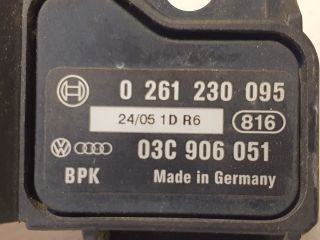 0 261 230 095
24/05 1D R6 816
03C 906 051
BPK Made in Germany